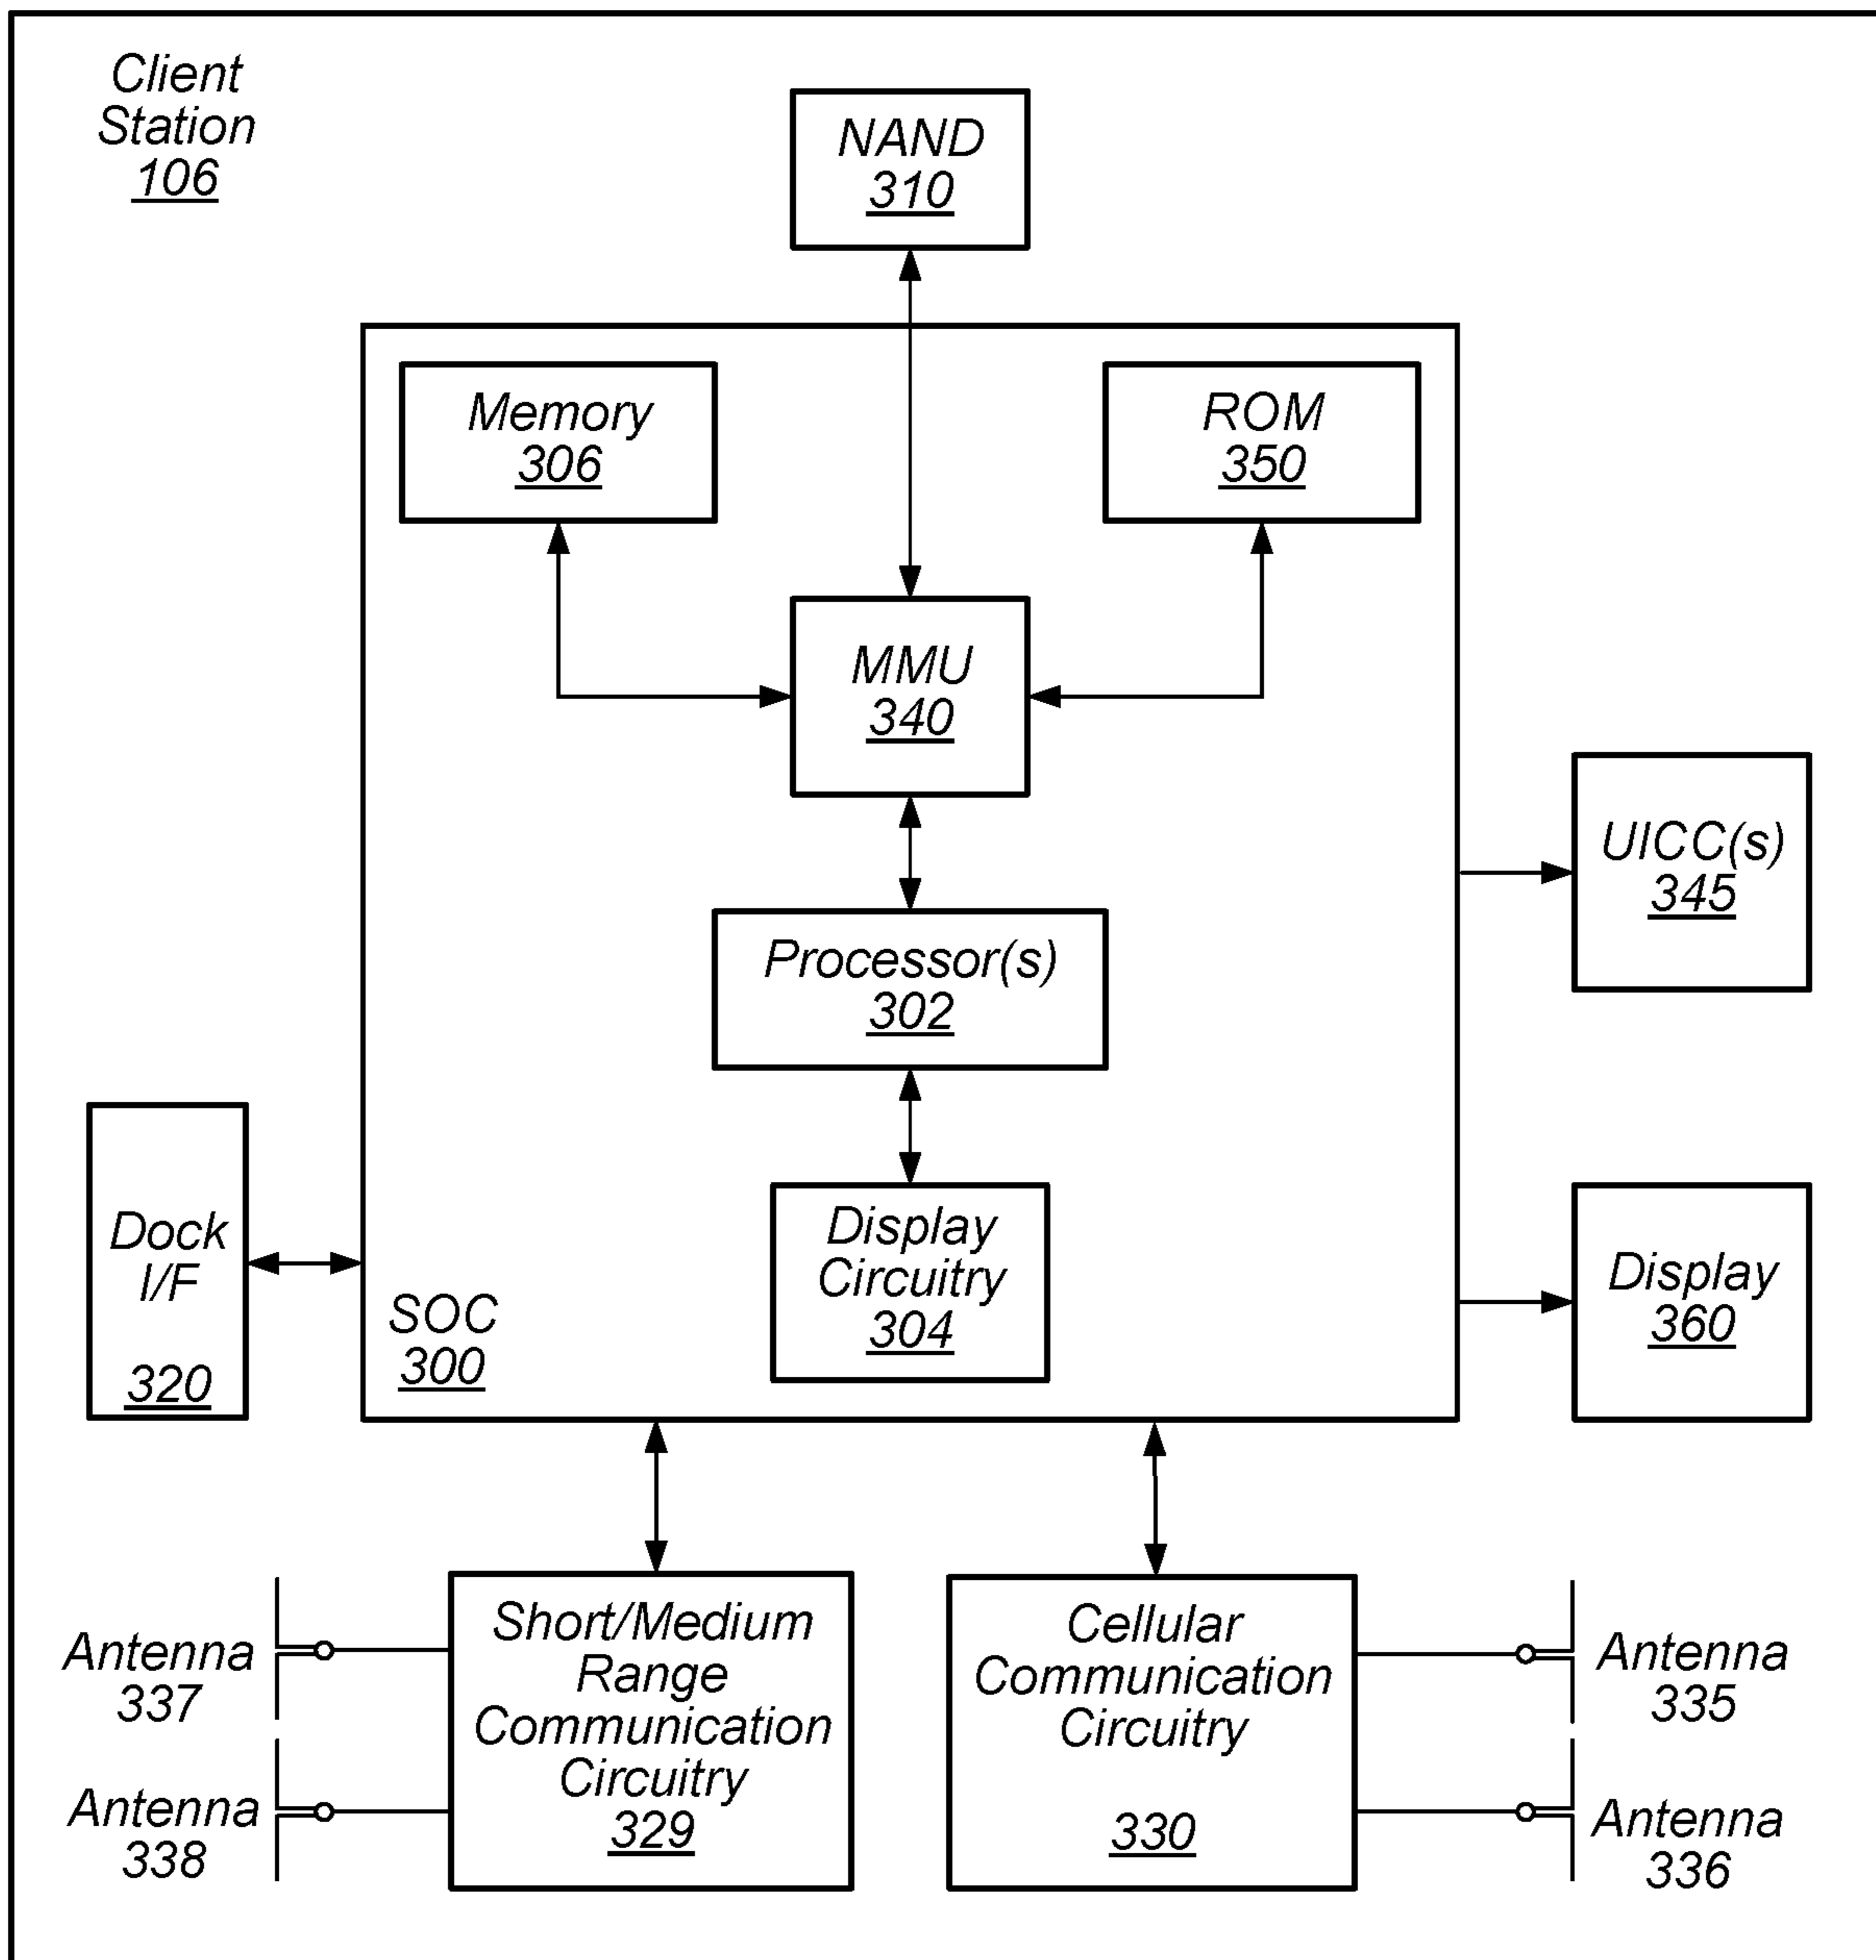 Client
Station
106
NAND
310
Memory
306
ROM
350
MMU
340
UICC(s)
345
Processor(s)
302
Dock
I/F
320
Display
Circuitry
304
SOC
300
Display
360
Antenna
337
Antenna
338
Short/Medium
Range
Communication
Circuitry
329
Cellular
Communication
Circuitry
330
Antenna
335
Antenna
336